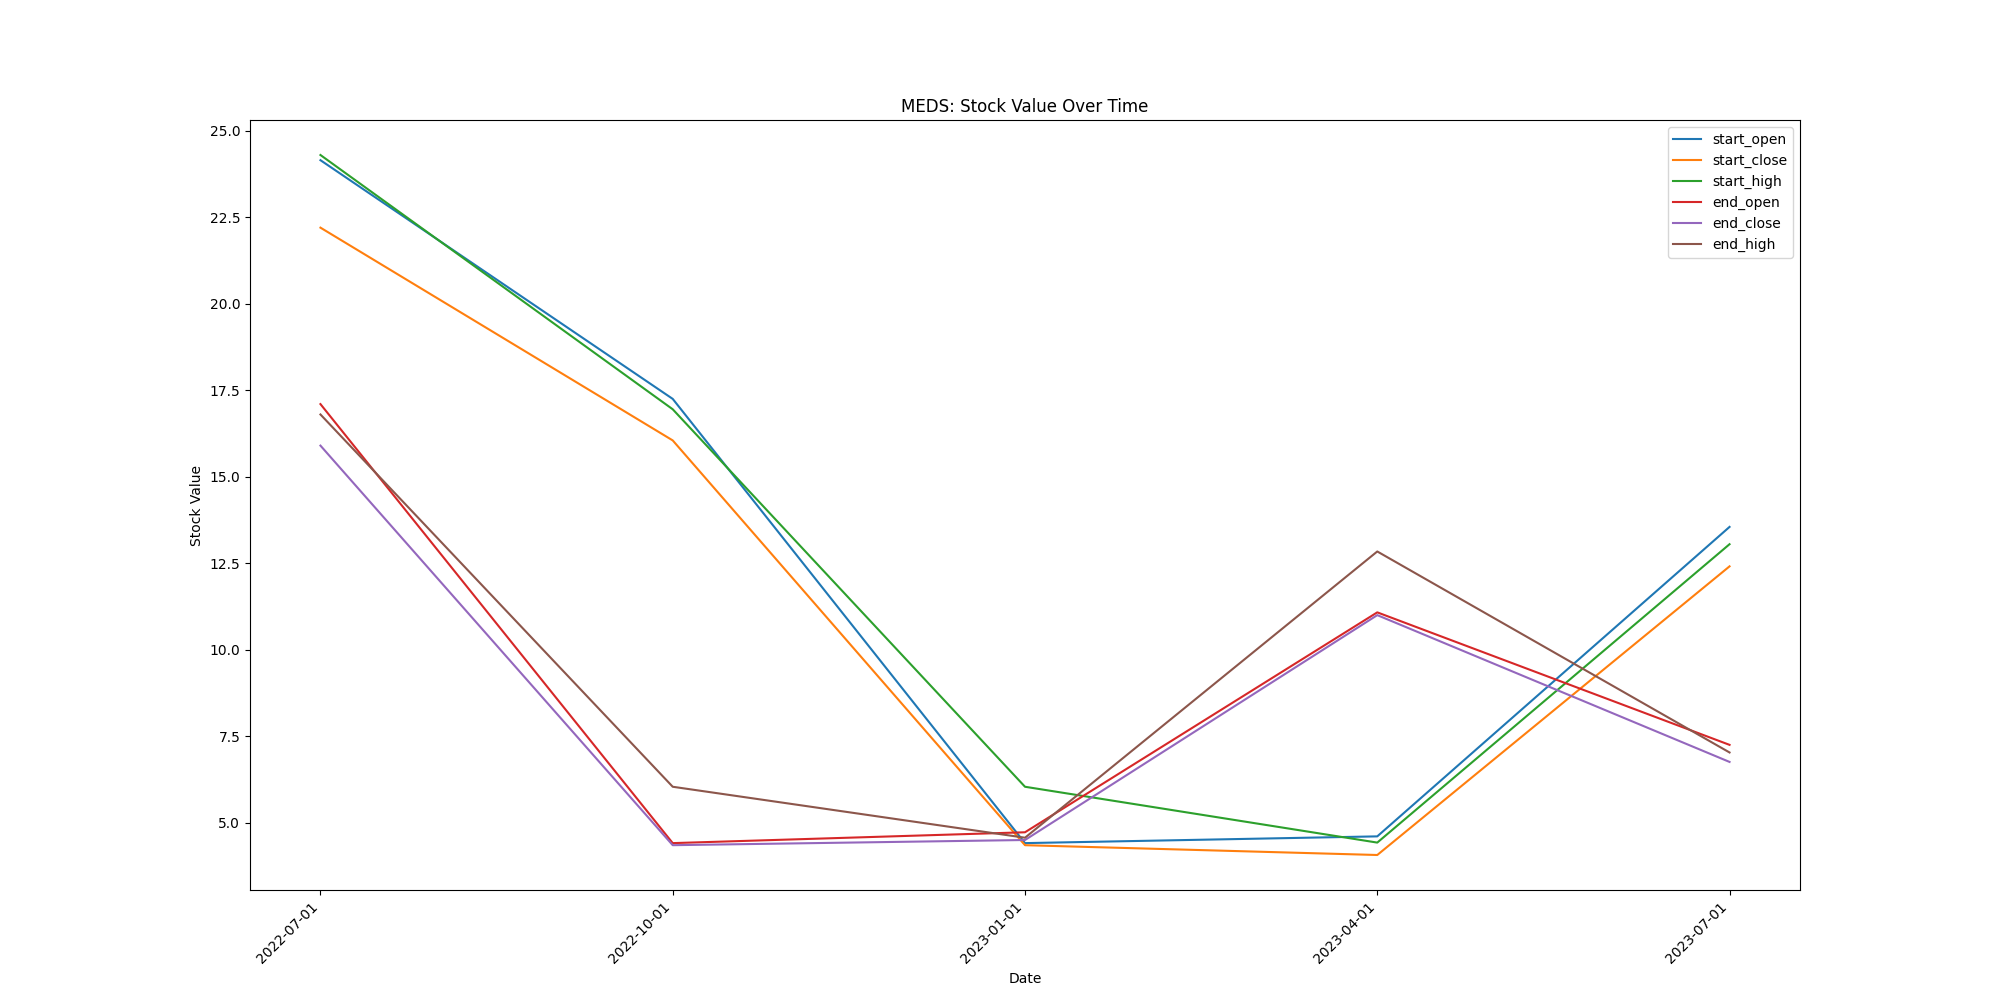 MEDS: Stock Value Over Time
25.0
22.5
20.0
17.5
15.0
12.5
10.0
7.5
5.0
Stock Value
start_open
start_close
start_high
end_open
end_close
end_high
2022-07-01
2022-10-01
2023-01-01
2023-04-01
2023-07-01
Date